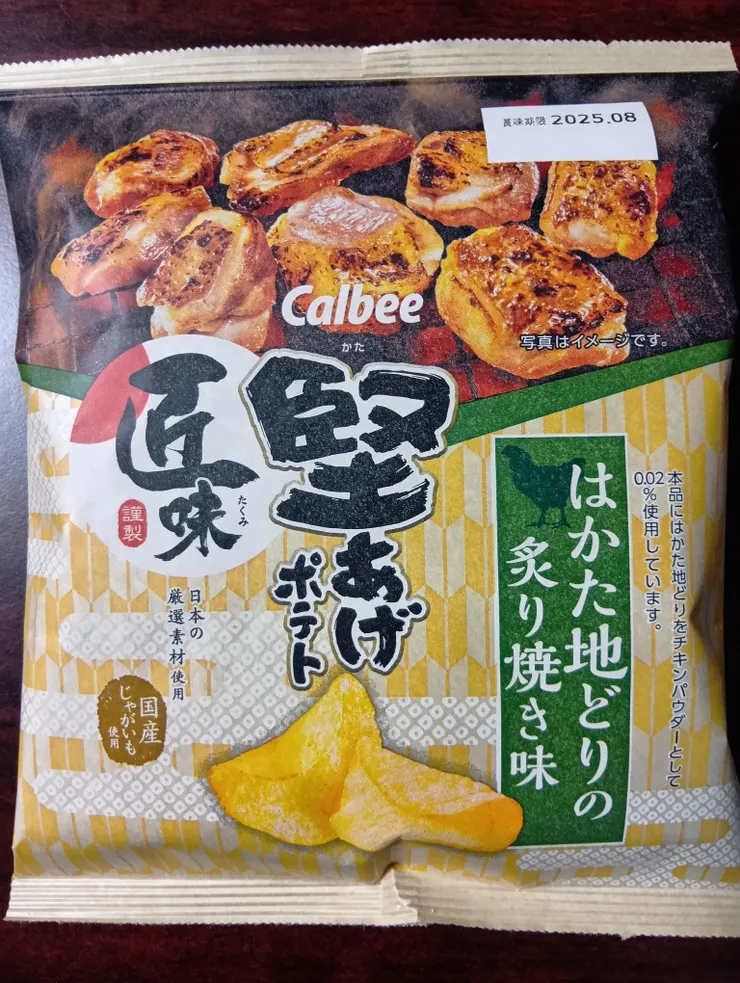 賞味期限 2025.08
Calbee
写真はイメージです。
かた
堅あげ
ポテト
匠味
たくみ
謹製
日本の
厳選素材使用
国産
じゃがいも
使用
はかた地どりの
炙り焼き味
本品にはかた地どりをチキンパウダーとして
0.02%使用しています。